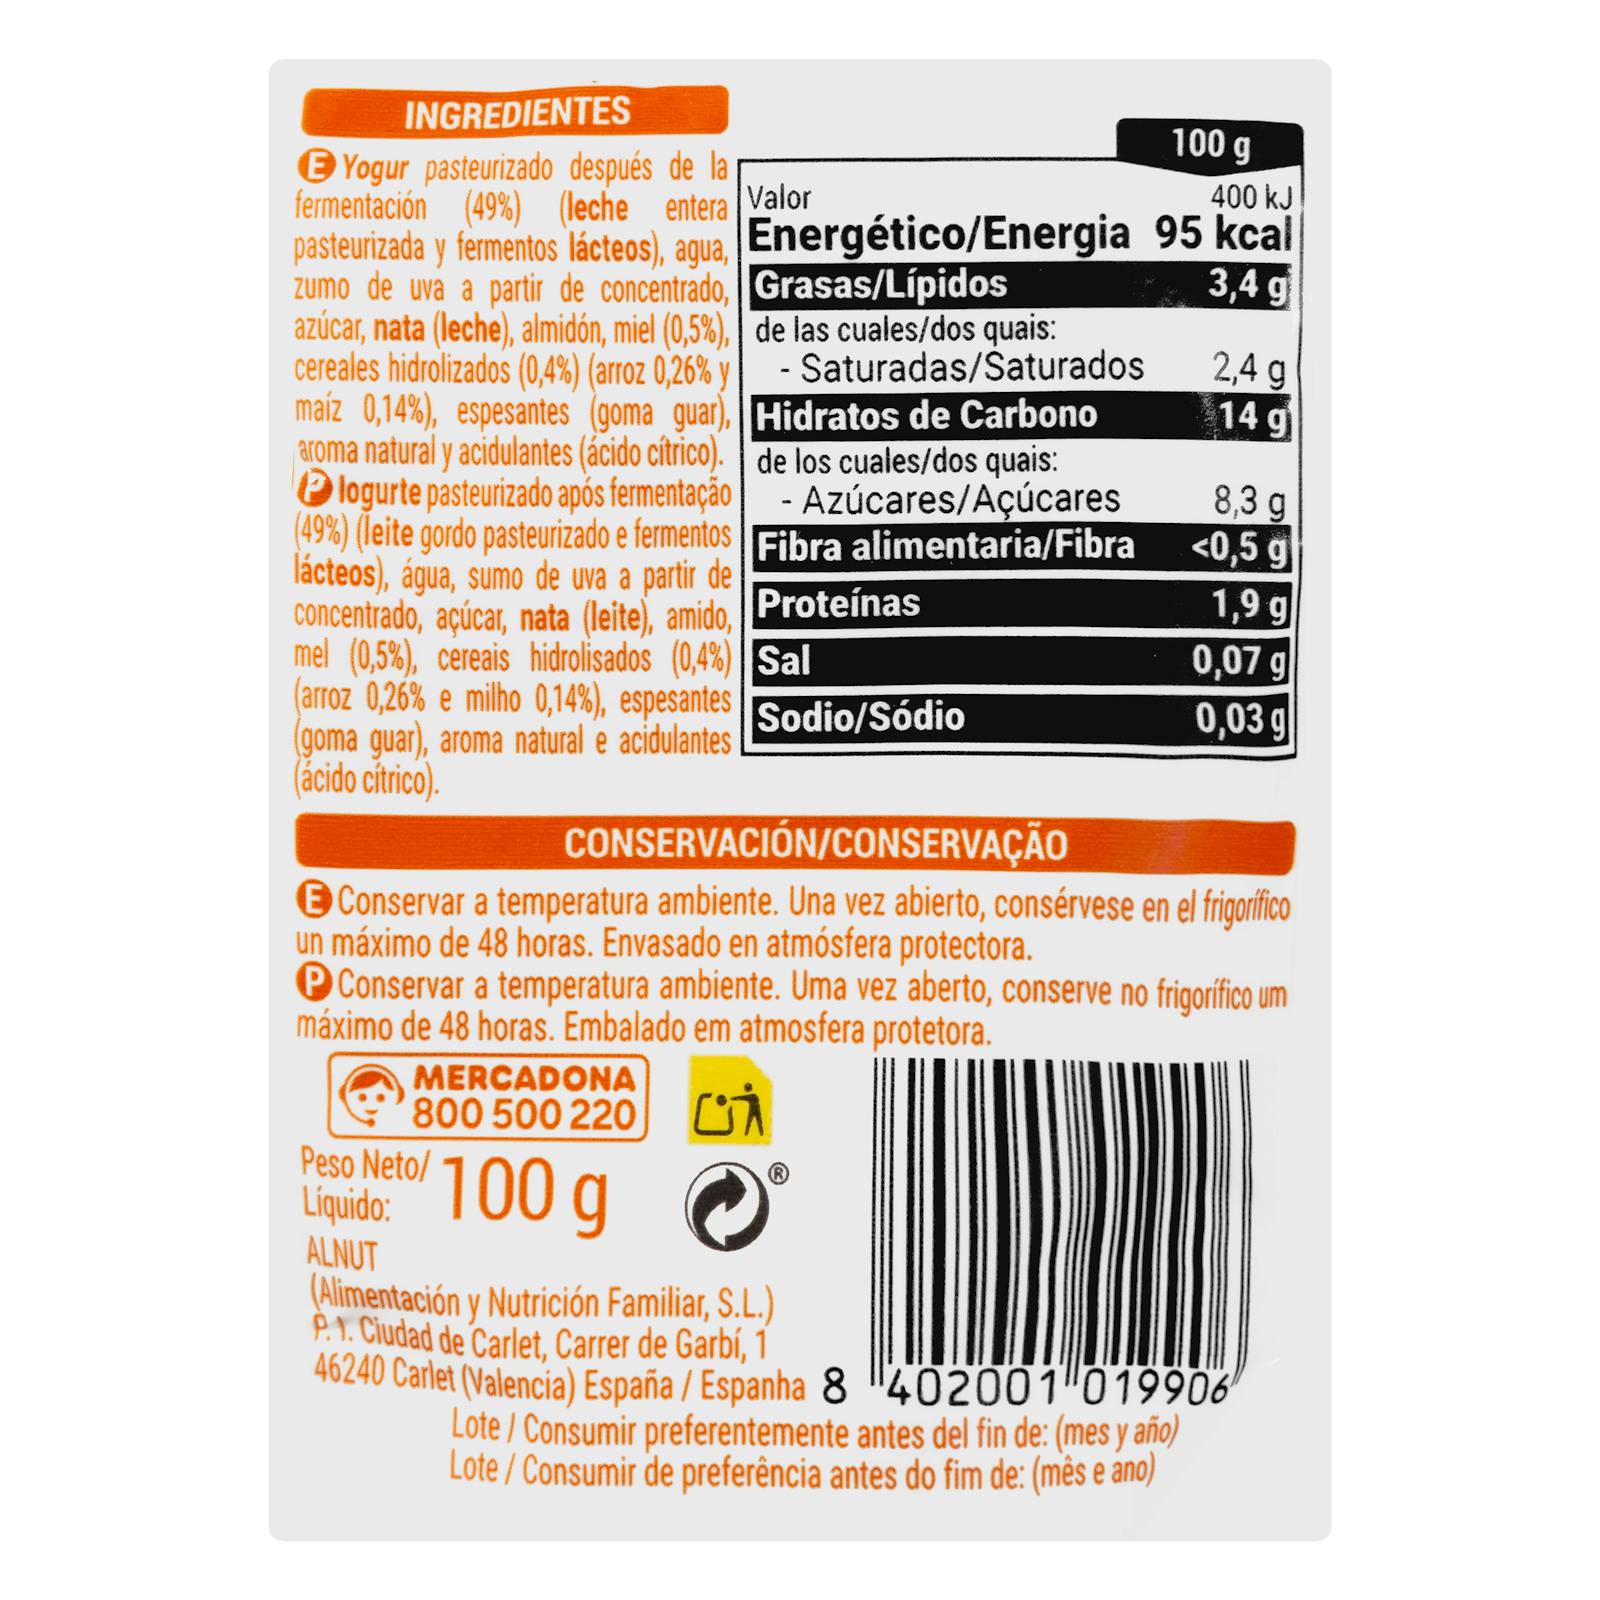 INGREDIENTES
E Yogur pasteurizado después de la
fermentación (49%) (leche entera
pasteurizada y fermentos lácteos), agua,
zumo de uva a partir de concentrado,
azúcar, nata (leche), almidón, miel (0,5%),
cereales hidrolizados (0,4%) (arroz 0,26% y
maíz 0,14%), espesantes (goma guar),
aroma natural y acidulantes (ácido cítrico).
P Iogurte pasteurizado após fermentação
(49%) (leite gordo pasteurizado e fermentos
lácteos), água, sumo de uva a partir de
concentrado, açúcar, nata (leite), amido,
mel (0,5%), cereais hidrolisados (0,4%)
(arroz 0,26% e milho 0,14%), espesantes
(goma guar), aroma natural e acidulantes
(ácido cítrico).
100 g
Valor 400 kJ
Energético/Energia 95 kcal
Grasas/Lípidos 3,4 g
de las cuales/dos quais:
- Saturadas/Saturados 2,4 g
Hidratos de Carbono 14 g
de los cuales/dos quais:
- Azúcares/Açúcares 8,3 g
Fibra alimentaria/Fibra <0,5 g
Proteínas 1,9 g
Sal 0,07 g
Sodio/Sódio 0,03 g
CONSERVACIÓN/CONSERVAÇÃO
E Conservar a temperatura ambiente. Una vez abierto, consérvese en el frigorífico
un máximo de 48 horas. Envasado en atmósfera protectora.
P Conservar a temperatura ambiente. Uma vez aberto, conserve no frigorífico um
máximo de 48 horas. Embalado em atmosfera protetora.
MERCADONA
800 500 220
Peso Neto/
Líquido: 100 g
®
ALNUT
(Alimentación y Nutrición Familiar, S.L.)
P. I. Ciudad de Carlet, Carrer de Garbí, 1
46240 Carlet (Valencia) España / Espanha
8 402001 019906
Lote / Consumir preferentemente antes del fin de: (mes y año)
Lote / Consumir de preferência antes do fim de: (mês e ano)